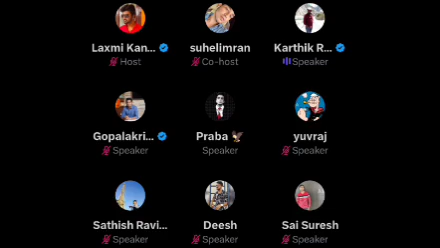 Laxmi Kan... suhelimran Karthik R...
Host Co-host Speaker
Gopalakri... Praba 🦅 yuvraj
Speaker Speaker Speaker
Sathish Ravi... Deesh Sai Suresh
Speaker Speaker Speaker